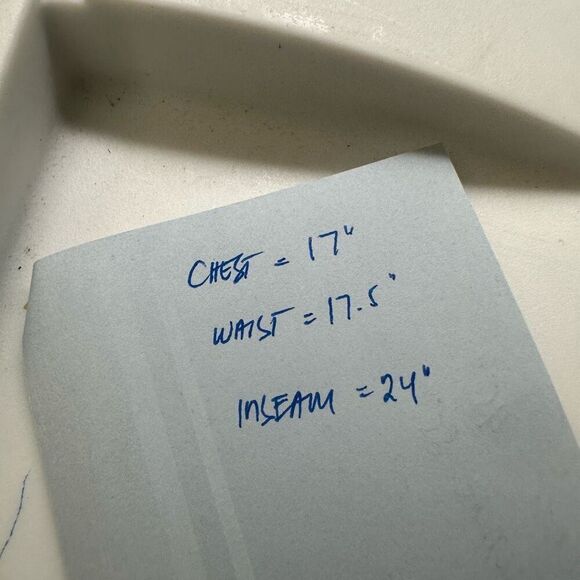 CHEST = 17"
WAIST = 17.5"
INSEAM = 24"